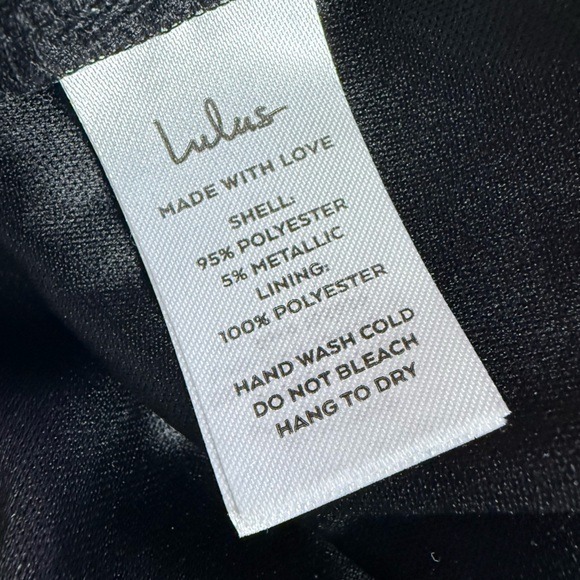 Lulus
MADE WITH LOVE
SHELL:
95% POLYESTER
5% METALLIC
LINING:
100% POLYESTER
HAND WASH COLD
DO NOT BLEACH
HANG TO DRY